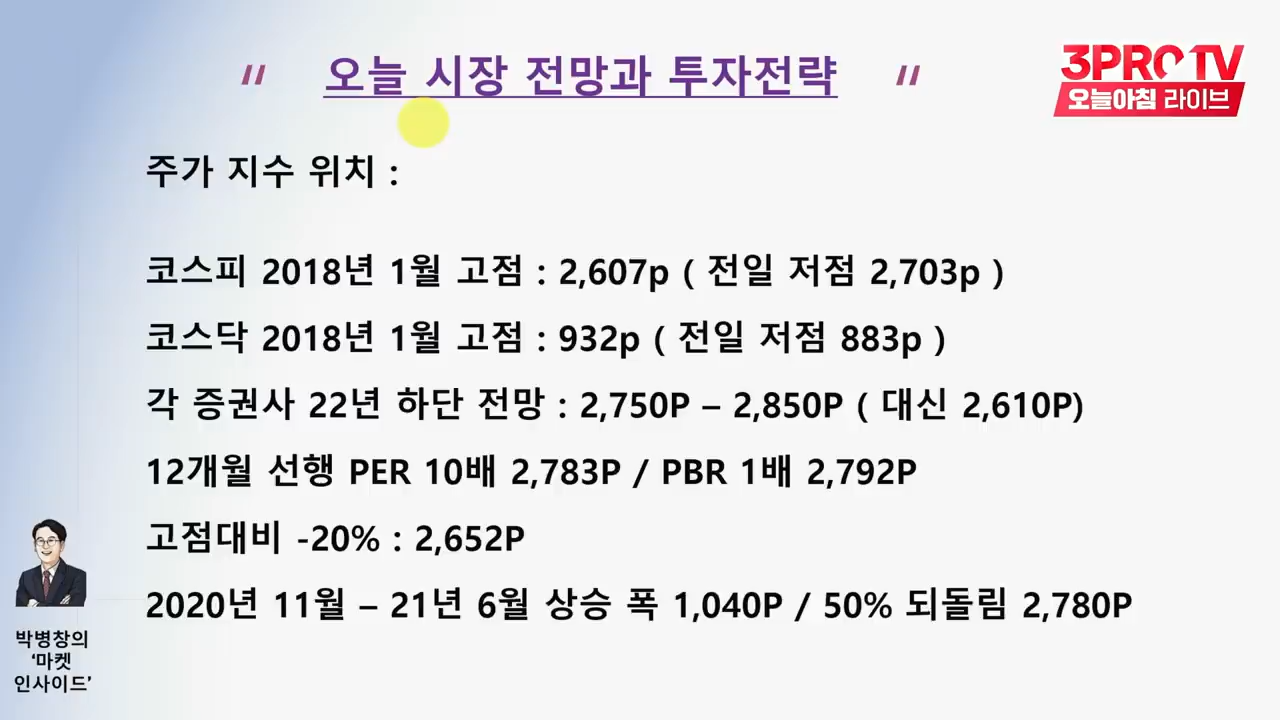 " 오늘 시장 전망과 투자전략 "
3PRO TV
오늘아침 라이브
주가 지수 위치 :
코스피 2018년 1월 고점 : 2,607p ( 전일 저점 2,703p )
코스닥 2018년 1월 고점 : 932p ( 전일 저점 883p )
각 증권사 22년 하단 전망 : 2,750P – 2,850P ( 대신 2,610P)
12개월 선행 PER 10배 2,783P / PBR 1배 2,792P
고점대비 -20% : 2,652P
2020년 11월 – 21년 6월 상승 폭 1,040P / 50% 되돌림 2,780P
박병창의
‘마켓
인사이드’